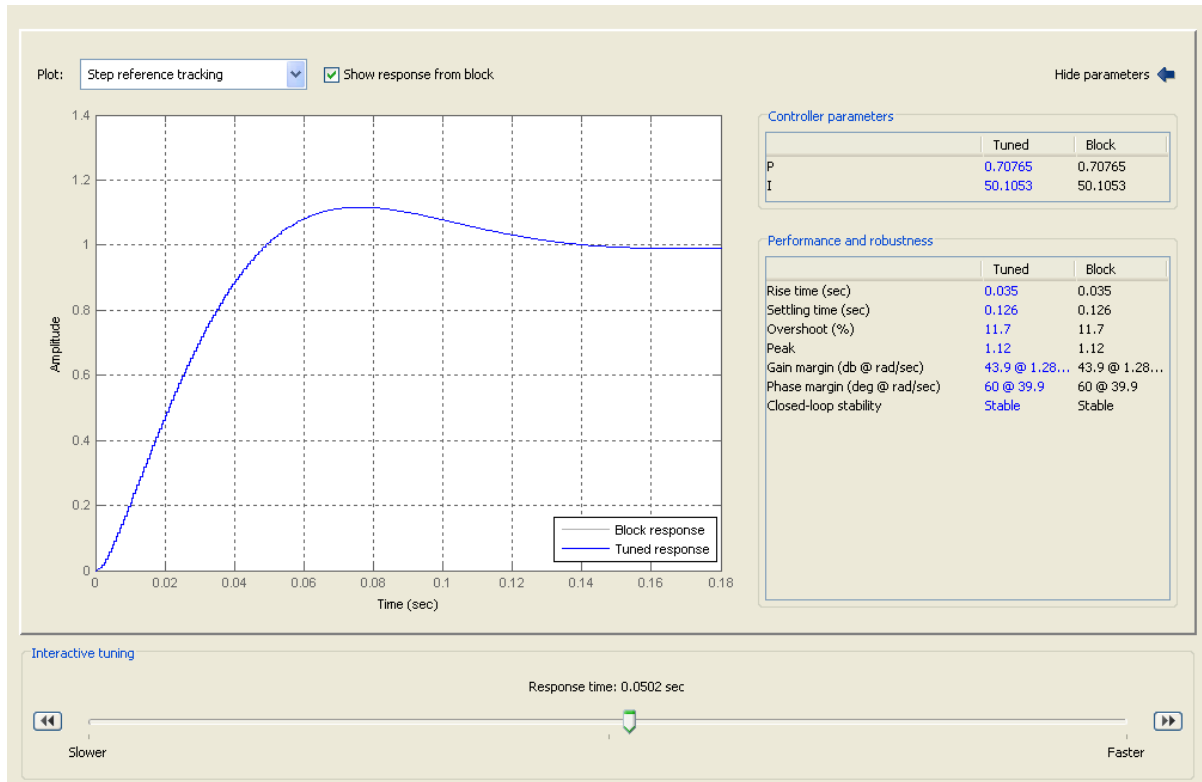 Plot: Step reference tracking Show response from block Hide parameters
1.4
1.2
1
0.8
0.6
0.4
0.2
0
Amplitude
0 0.02 0.04 0.06 0.08 0.1 0.12 0.14 0.16 0.18
Time (sec)
Block response
Tuned response
Controller parameters
Tuned Block
P 0.70765 0.70765
I 50.1053 50.1053
Performance and robustness
Tuned Block
Rise time (sec) 0.035 0.035
Settling time (sec) 0.126 0.126
Overshoot (%) 11.7 11.7
Peak 1.12 1.12
Gain margin (db @ rad/sec) 43.9 @ 1.28... 43.9 @ 1.28...
Phase margin (deg @ rad/sec) 60 @ 39.9 60 @ 39.9
Closed-loop stability Stable Stable
Interactive tuning
Response time: 0.0502 sec
Slower Faster